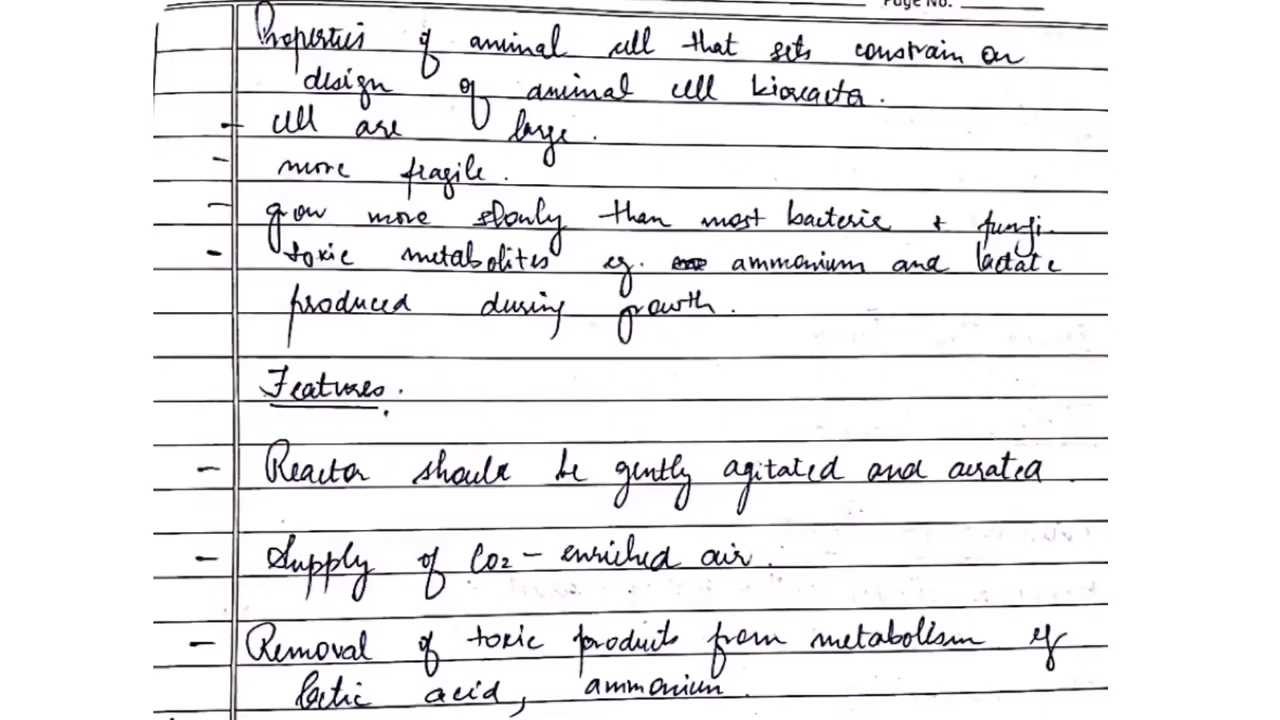 Page No.
Properties of animal cell that sets constrain on
design of animal cell bioreactor.
- cell are large.
- more fragile.
- grow more slowly than most bacteria + fungi.
- toxic metabolites eg. ammonium and lactate
produced during growth.
Features.
- Reactor should be gently agitated and aerated.
- Supply of CO2 - enriched air.
- Removal of toxic products from metabolism eg
lactic acid, ammonium.